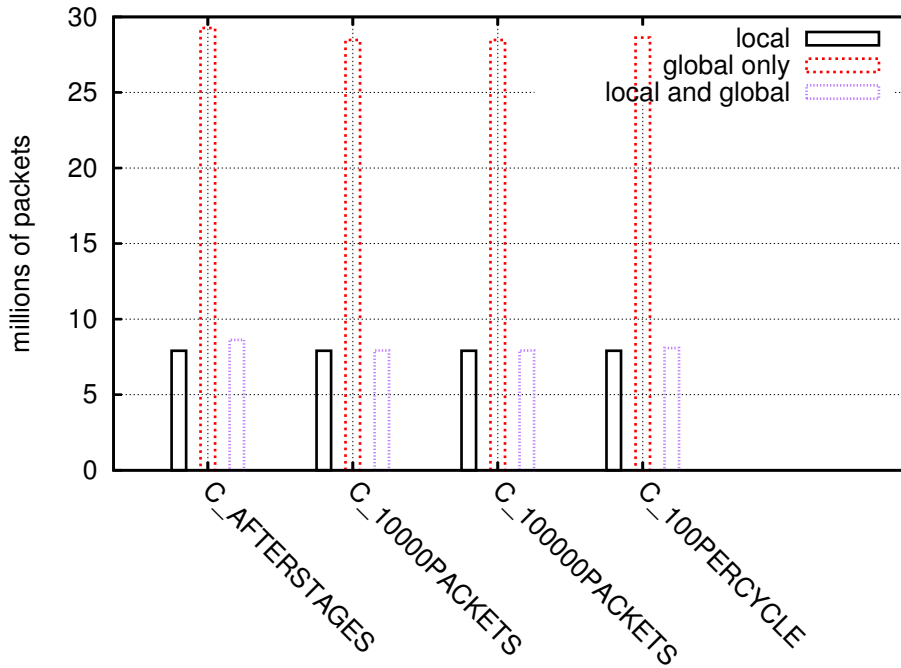 30
25
20
15
10
5
0
millions of packets
local
global only
local and global
C_AFTERSTAGES
C_10000PACKETS
C_100000PACKETS
C_100PERCYCLE